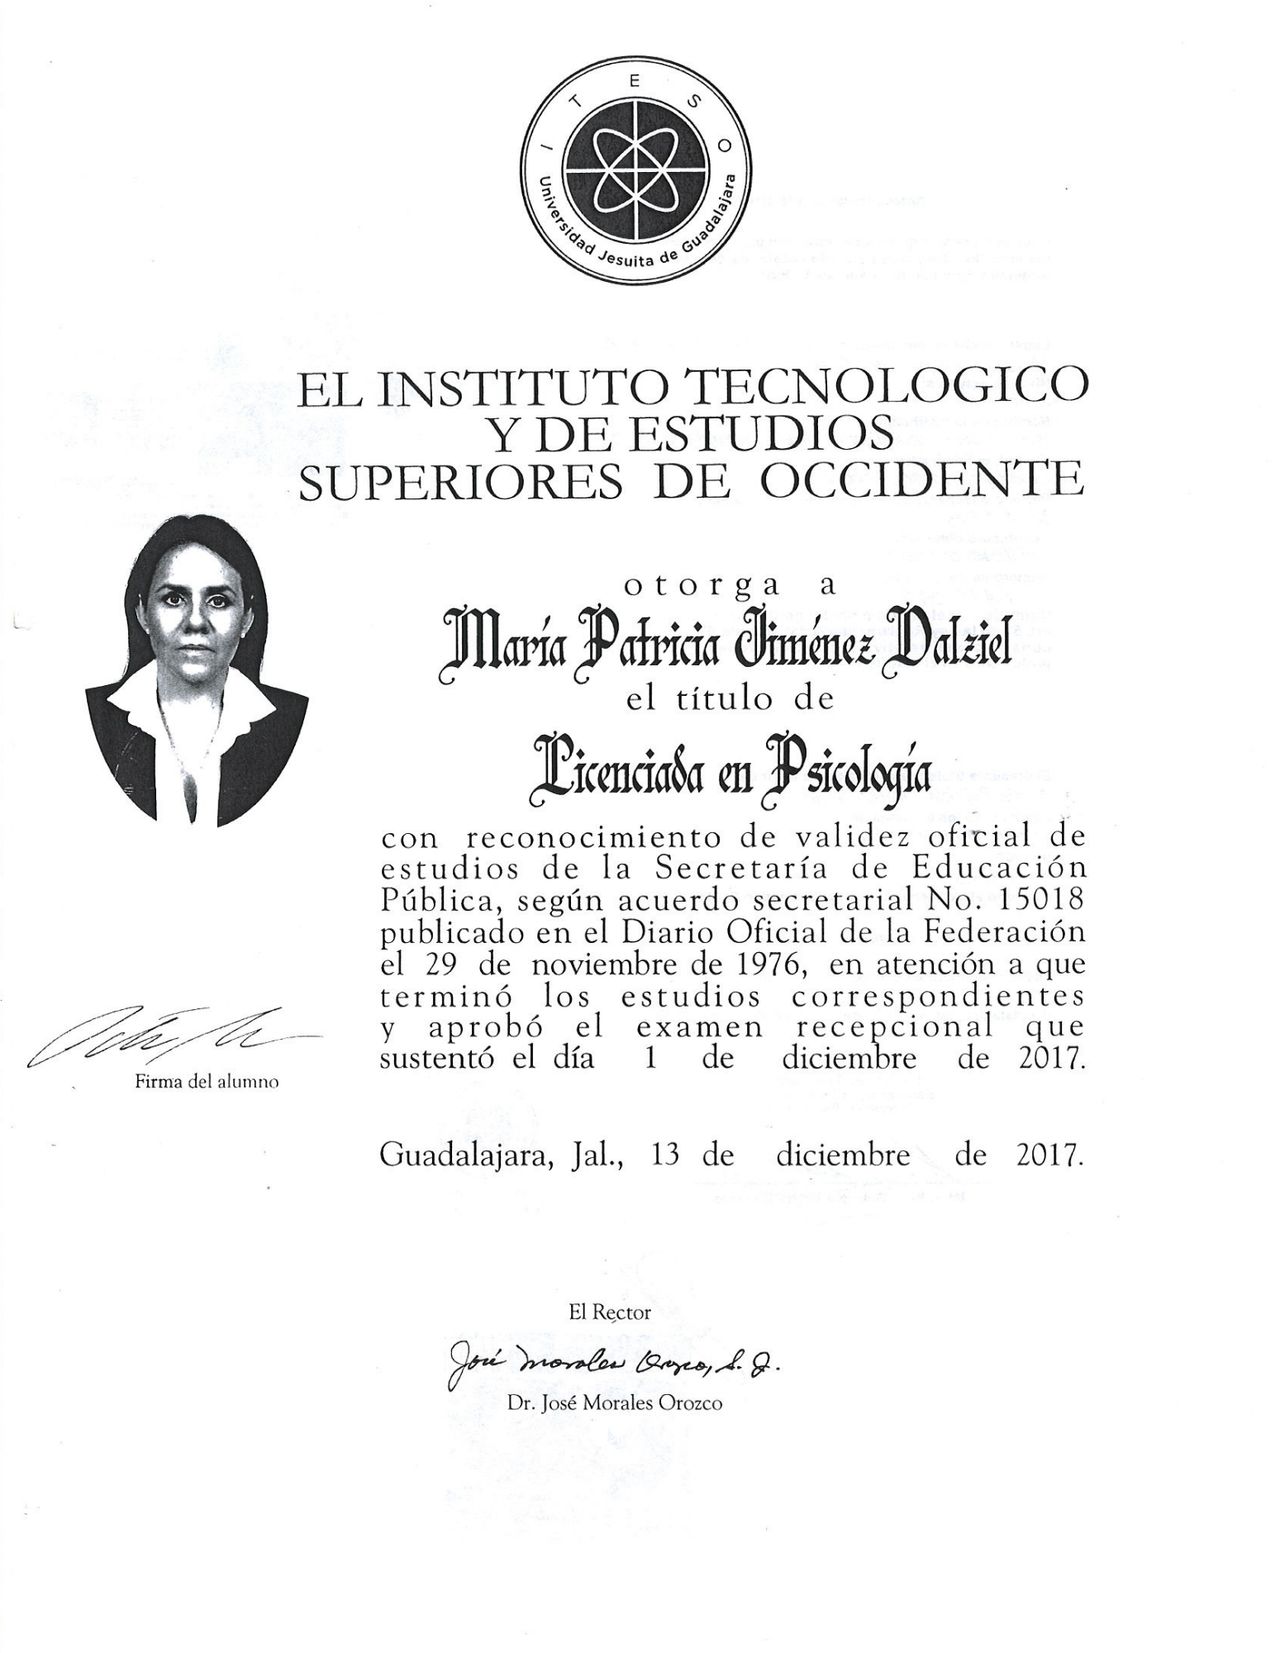 ITESO
Universidad Jesuita de Guadalajara
EL INSTITUTO TECNOLOGICO
Y DE ESTUDIOS
SUPERIORES DE OCCIDENTE
otorga a
María Patricia Jiménez Dalziel
el título de
Licenciada en Psicología
con reconocimiento de validez oficial de
estudios de la Secretaría de Educación
Pública, según acuerdo secretarial No. 15018
publicado en el Diario Oficial de la Federación
el 29 de noviembre de 1976, en atención a que
terminó los estudios correspondientes
y aprobó el examen recepcional que
sustentó el día 1 de diciembre de 2017.
Firma del alumno
Guadalajara, Jal., 13 de diciembre de 2017.
El Rector
José Morales Orozco, S. J.
Dr. José Morales Orozco